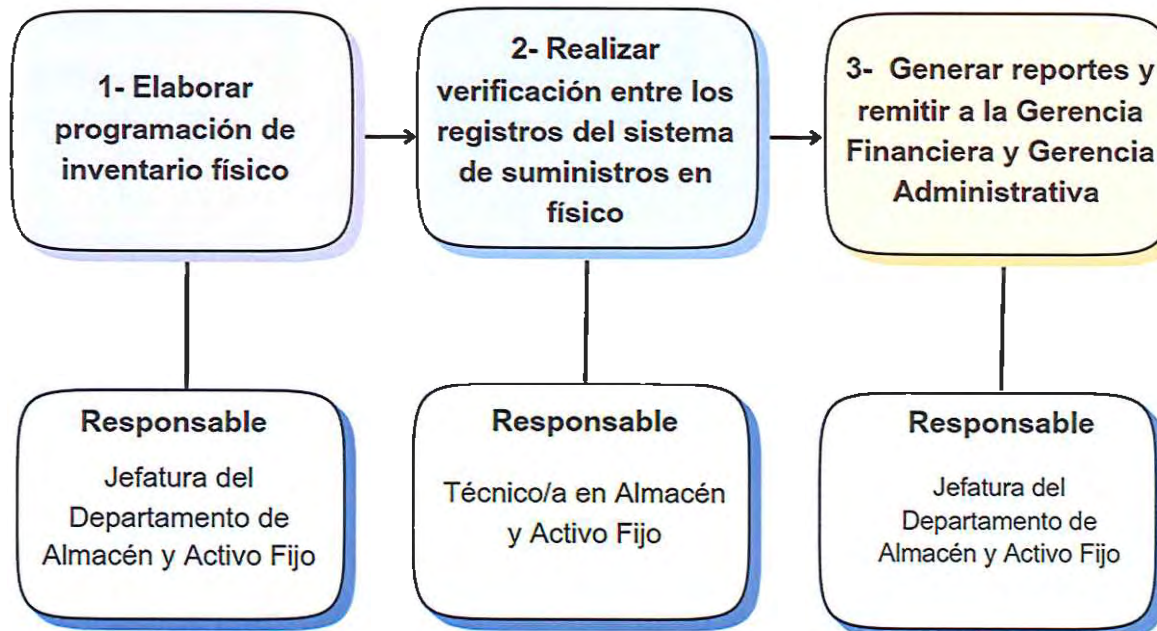 1- Elaborar
programación de
inventario físico
2- Realizar
verificación entre los
registros del sistema
de suministros en
físico
3- Generar reportes y
remitir a la Gerencia
Financiera y Gerencia
Administrativa
Responsable
Jefatura del
Departamento de
Almacén y Activo Fijo
Responsable
Técnico/a en Almacén
y Activo Fijo
Responsable
Jefatura del
Departamento de
Almacén y Activo Fijo